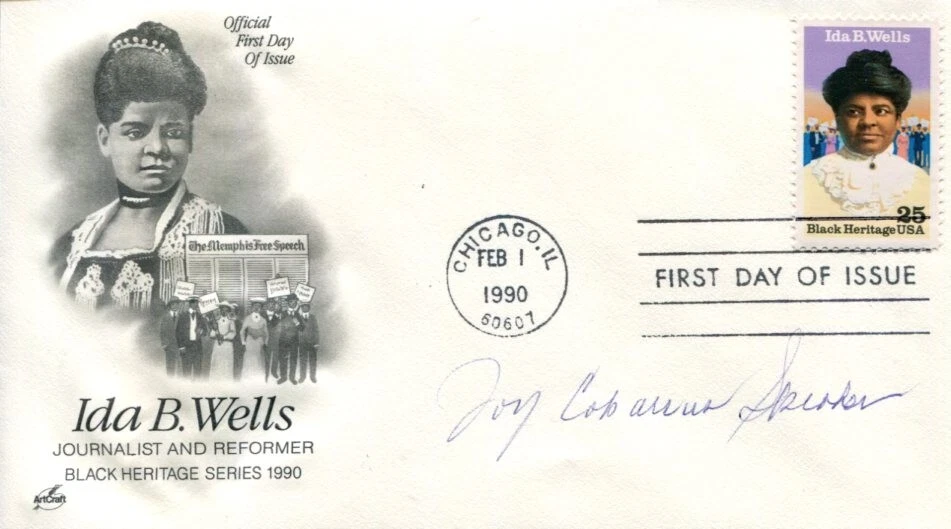 Official
First Day
Of Issue
The Memphis Free Speech
Ida B. Wells
JOURNALIST AND REFORMER
BLACK HERITAGE SERIES 1990
ArtCraft
Ida B. Wells
25
Black Heritage USA
CHICAGO, IL
FEB 1
1990
60607
FIRST DAY OF ISSUE
Joy